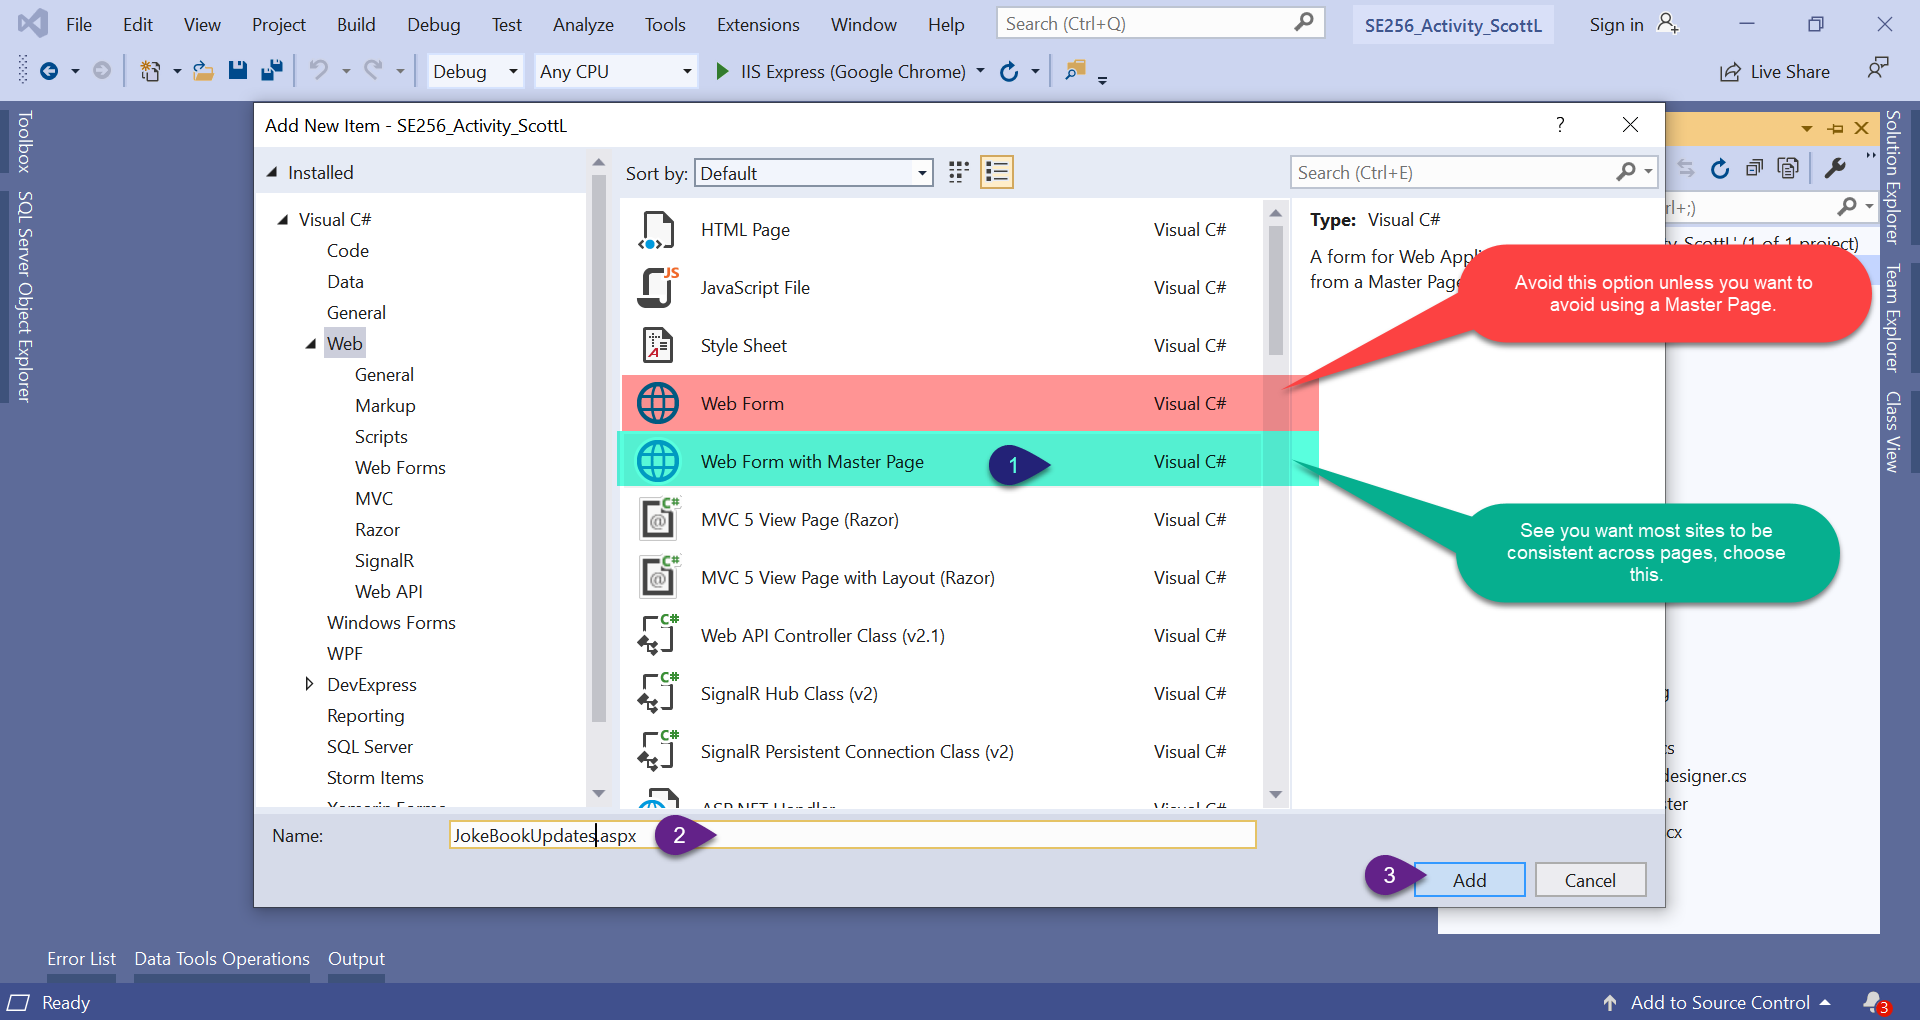 File Edit View Project Build Debug Test Analyze Tools Extensions Window Help Search (Ctrl+Q) SE256_Activity_ScottL Sign in
Debug Any CPU IIS Express (Google Chrome) Live Share
Toolbox
SQL Server Object Explorer
Add New Item - SE256_Activity_ScottL ?
Installed
Sort by: Default
Search (Ctrl+E)
Visual C#
Code
Data
General
Web
General
Markup
Scripts
Web Forms
MVC
Razor
SignalR
Web API
Windows Forms
WPF
DevExpress
Reporting
SQL Server
Storm Items
HTML Page Visual C#
JavaScript File Visual C#
Style Sheet Visual C#
Web Form Visual C#
Web Form with Master Page 1 Visual C#
MVC 5 View Page (Razor) Visual C#
MVC 5 View Page with Layout (Razor) Visual C#
Web API Controller Class (v2.1) Visual C#
SignalR Hub Class (v2) Visual C#
SignalR Persistent Connection Class (v2) Visual C#
Type: Visual C#
A form for Web Appli
from a Master Page
Avoid this option unless you want to
avoid using a Master Page.
See you want most sites to be
consistent across pages, choose
this.
rl+;)
(1 of 1 project)
cs
designer.cs
ster
cx
Solution Explorer
Team Explorer
Class View
Name: JokeBookUpdates.aspx 2
3 Add Cancel
Error List Data Tools Operations Output
Ready Add to Source Control 3